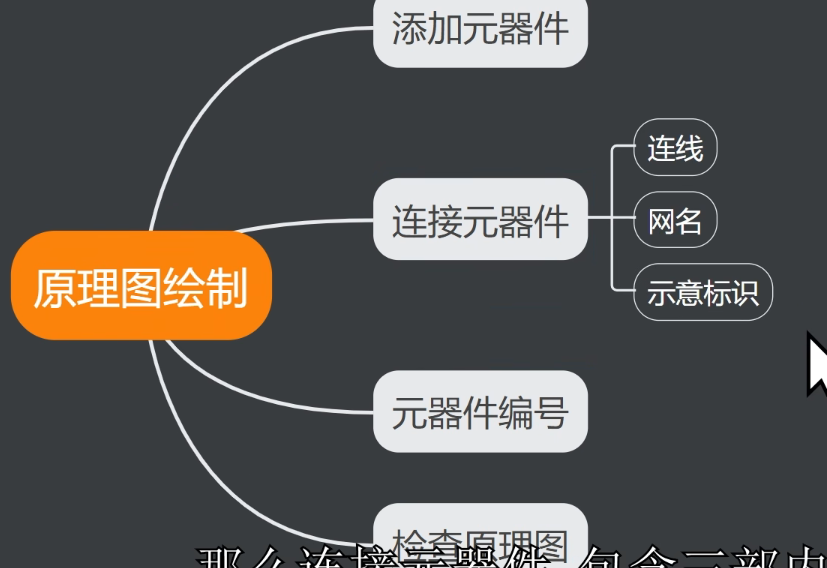 添加元器件
连线
连接元器件
网名
示意标识
原理图绘制
元器件编号
检查原理图
那么连接元器件 包含三部内